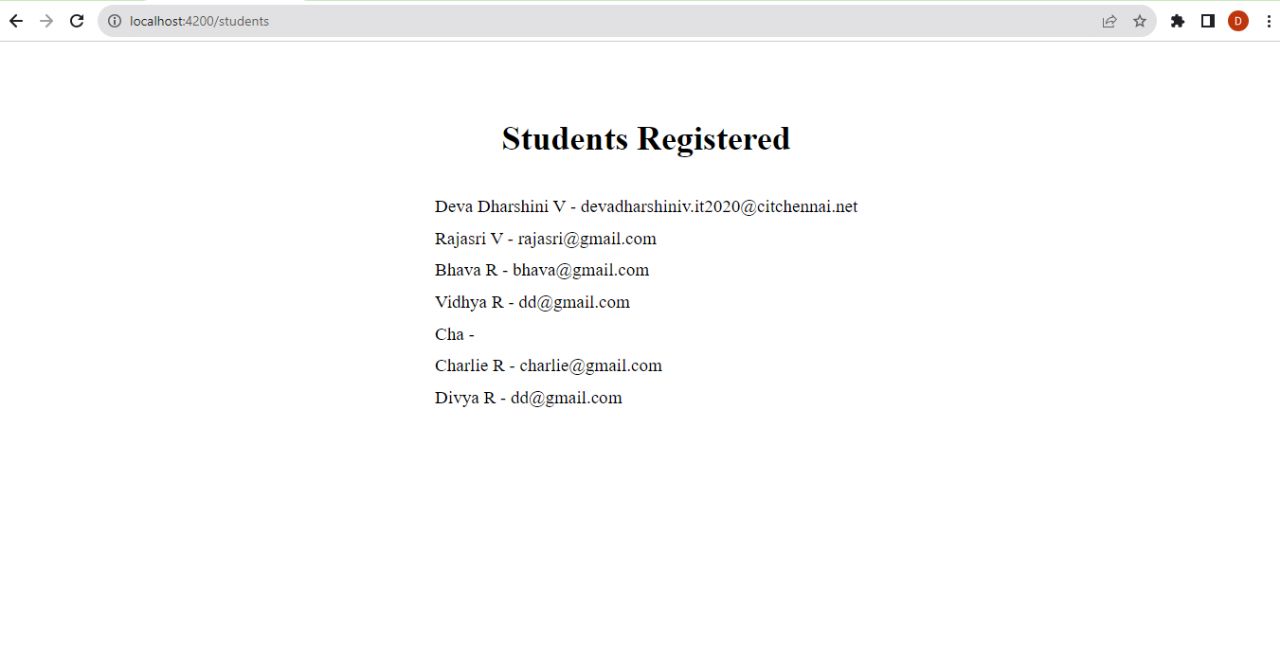 localhost:4200/students
D
Students Registered
Deva Dharshini V - devadharshiniv.it2020@citchennai.net
Rajasri V - rajasri@gmail.com
Bhava R - bhava@gmail.com
Vidhya R - dd@gmail.com
Cha -
Charlie R - charlie@gmail.com
Divya R - dd@gmail.com